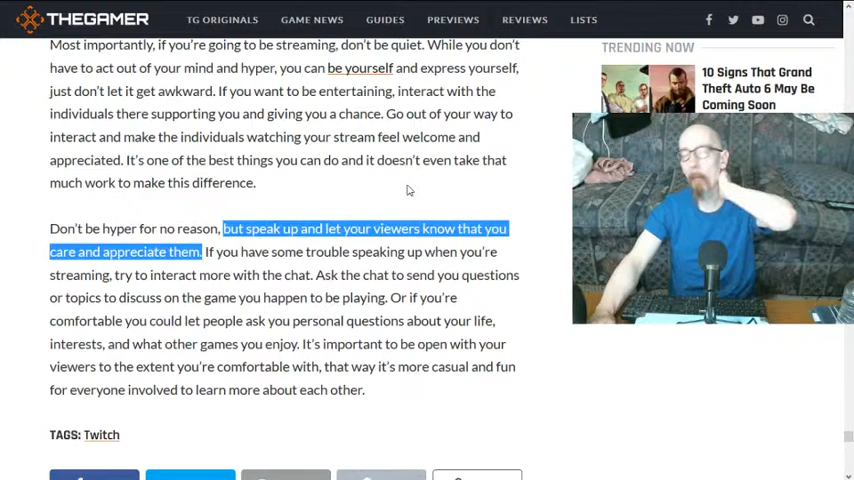 THEGAMER
TG ORIGINALS
GAME NEWS
GUIDES
PREVIEWS
REVIEWS
LISTS
Most importantly, if you're going to be streaming, don't be quiet. While you don't
have to act out of your mind and hyper, you can be yourself and express yourself,
just don't let it get awkward. If you want to be entertaining, interact with the
individuals there supporting you and giving you a chance. Go out of your way to
interact and make the individuals watching your stream feel welcome and
appreciated. It's one of the best things you can do and it doesn't even take that
much work to make this difference.
Don't be hyper for no reason, but speak up and let your viewers know that you
care and appreciate them. If you have some trouble speaking up when you're
streaming, try to interact more with the chat. Ask the chat to send you questions
or topics to discuss on the game you happen to be playing. Or if you're
comfortable you could let people ask you personal questions about your life,
interests, and what other games you enjoy. It's important to be open with your
viewers to the extent you're comfortable with, that way it's more casual and fun
for everyone involved to learn more about each other.
TAGS: Twitch
TRENDING NOW
10 Signs That Grand
Theft Auto 6 May Be
Coming Soon